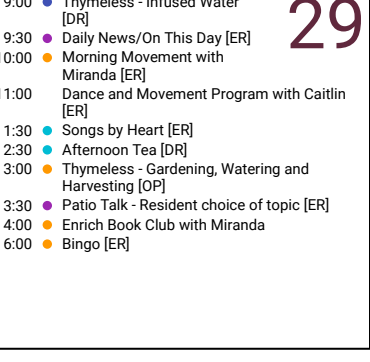 9:00 Thymeless - Infused Water
[DR]
29
9:30 Daily News/On This Day [ER]
10:00 Morning Movement with
Miranda [ER]
11:00 Dance and Movement Program with Caitlin
[ER]
1:30 Songs by Heart [ER]
2:30 Afternoon Tea [DR]
3:00 Thymeless - Gardening, Watering and
Harvesting [OP]
3:30 Patio Talk - Resident choice of topic [ER]
4:00 Enrich Book Club with Miranda
6:00 Bingo [ER]